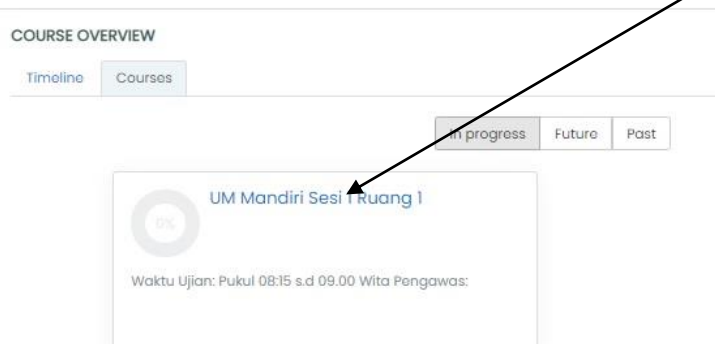 COURSE OVERVIEW
Timeline Courses
In progress Future Past
0%
UM Mandiri Sesi 1 Ruang 1
Waktu Ujian: Pukul 08:15 s.d 09.00 Wita Pengawas: